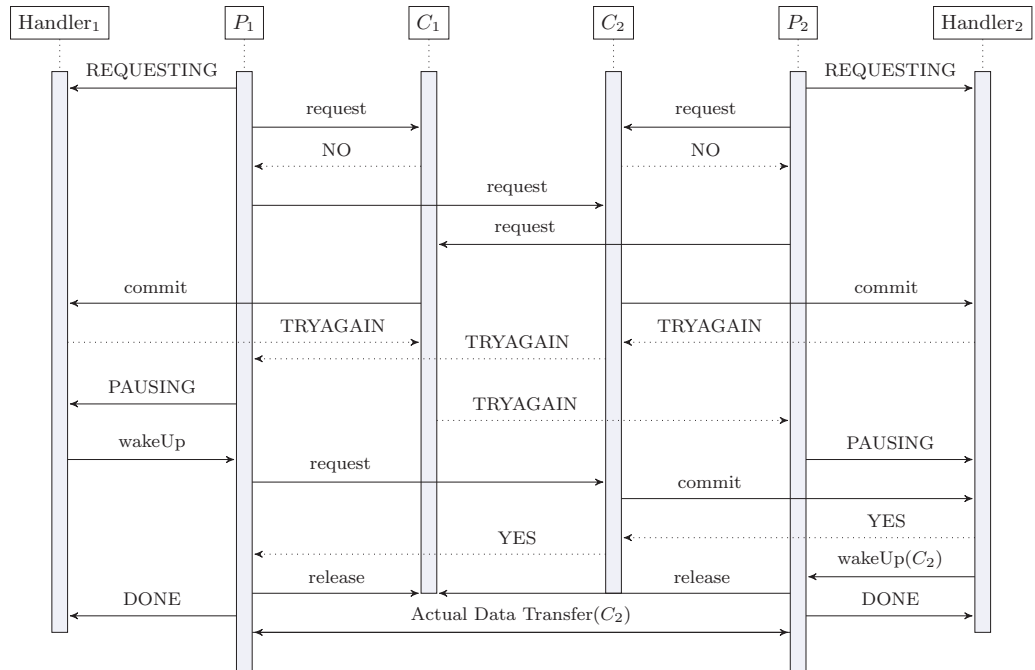 Handler₁ P₁ C₁ C₂ P₂ Handler₂
REQUESTING REQUESTING
request request
NO NO
request
request
commit commit
TRYAGAIN TRYAGAIN
TRYAGAIN
PAUSING
TRYAGAIN
wakeUp PAUSING
request
commit
YES
YES
wakeUp(C₂)
release release
DONE DONE
Actual Data Transfer(C₂)